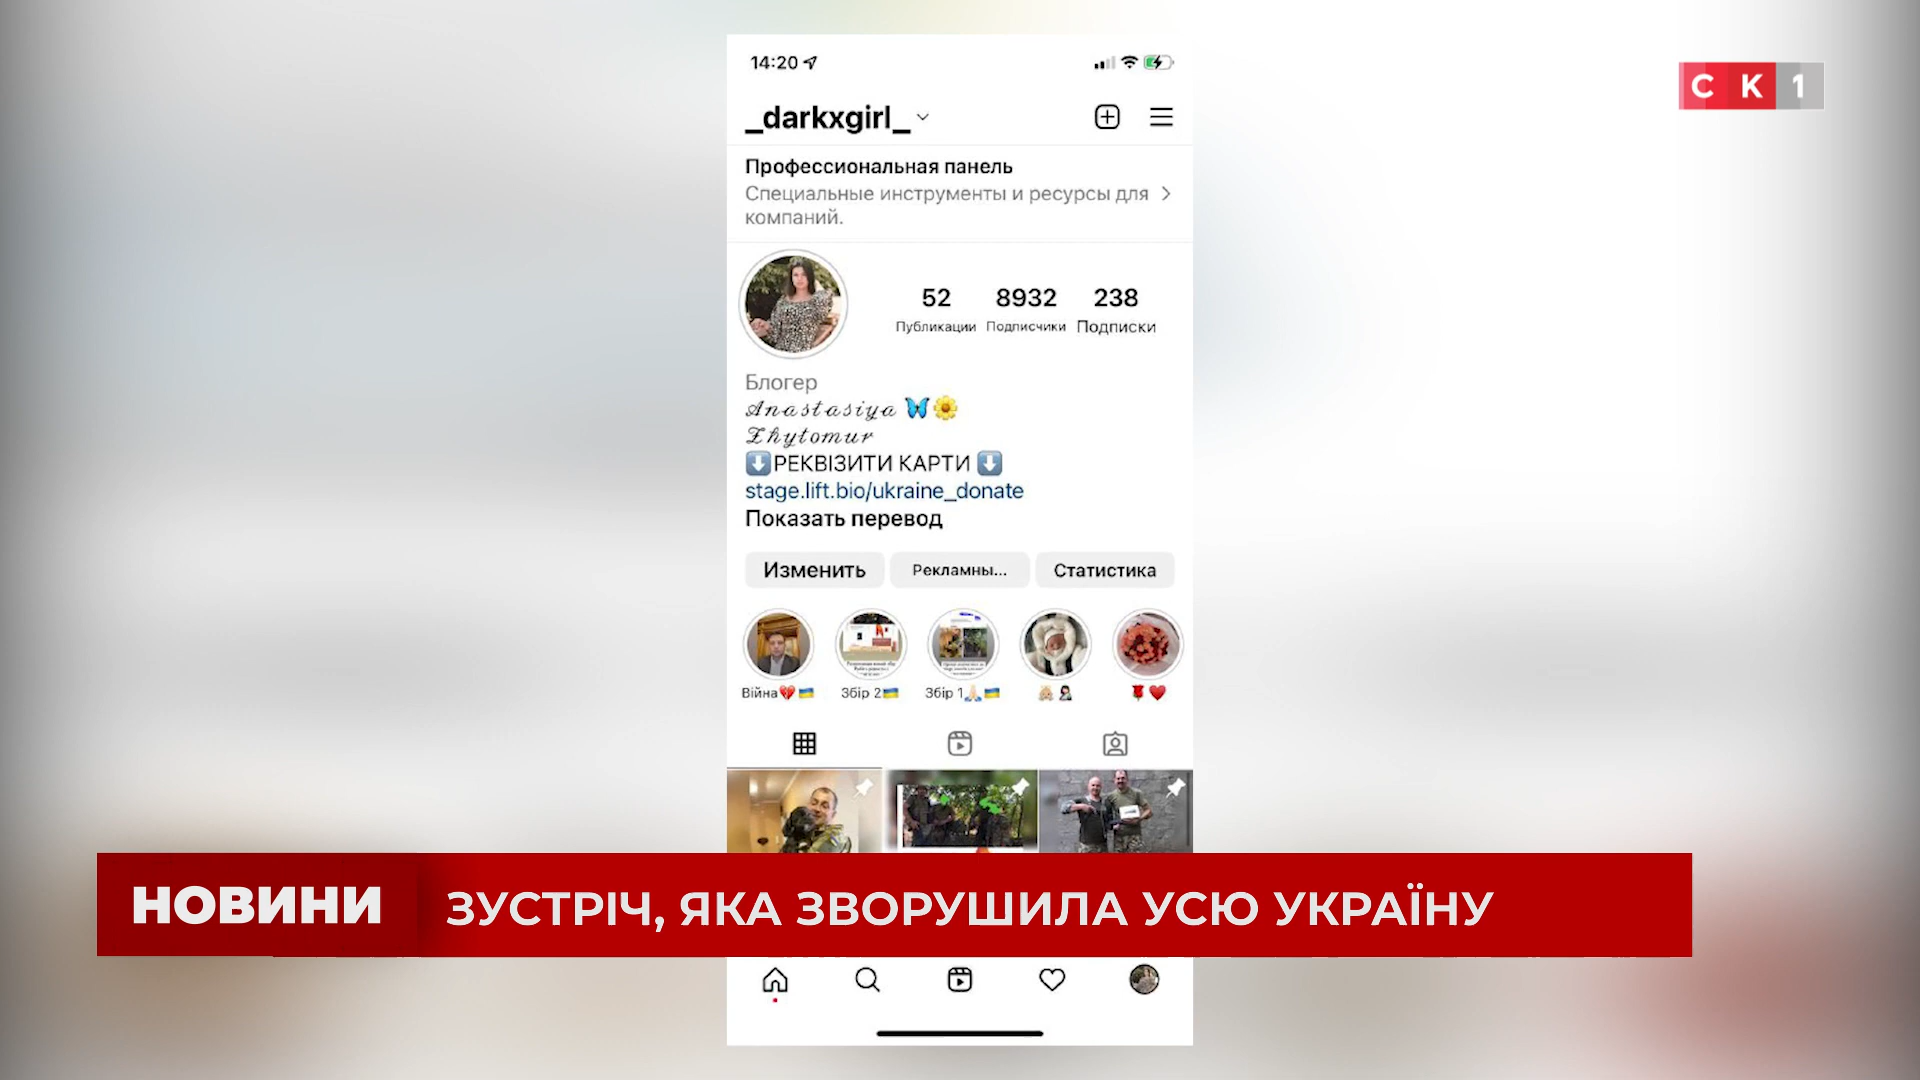 14:20
СК1
_darkxgirl_
Профессиональная панель
Специальные инструменты и ресурсы для
компаний.
52 8932 238
Публикации Подписчики Подписки
Блогер
Anastasiya 🦋🌼
Zhytomyr
⬇️РЕКВІЗИТИ КАРТИ ⬇️
stage.lift.bio/ukraine_donate
Показать перевод
Изменить Рекламны... Статистика
Війна💔🇺🇦 Збір 2🇺🇦 Збір 1🙏🏻🇺🇦
НОВИНИ ЗУСТРІЧ, ЯКА ЗВОРУШИЛА УСЮ УКРАЇНУ